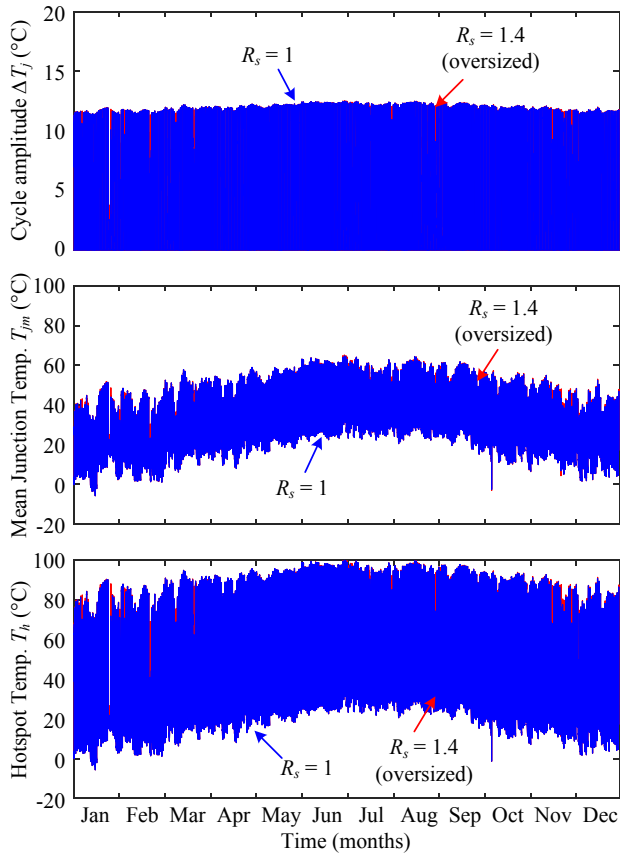 Cycle amplitude ΔTj (°C)
20
15
10
5
0
Rs = 1
Rs = 1.4
(oversized)
Mean Junction Temp. Tjm (°C)
100
80
60
40
20
0
-20
Rs = 1.4
(oversized)
Rs = 1
Hotspot Temp. Th (°C)
100
80
60
40
20
0
-20
Rs = 1
Rs = 1.4
(oversized)
Jan Feb Mar Apr May Jun Jul Aug Sep Oct Nov Dec
Time (months)